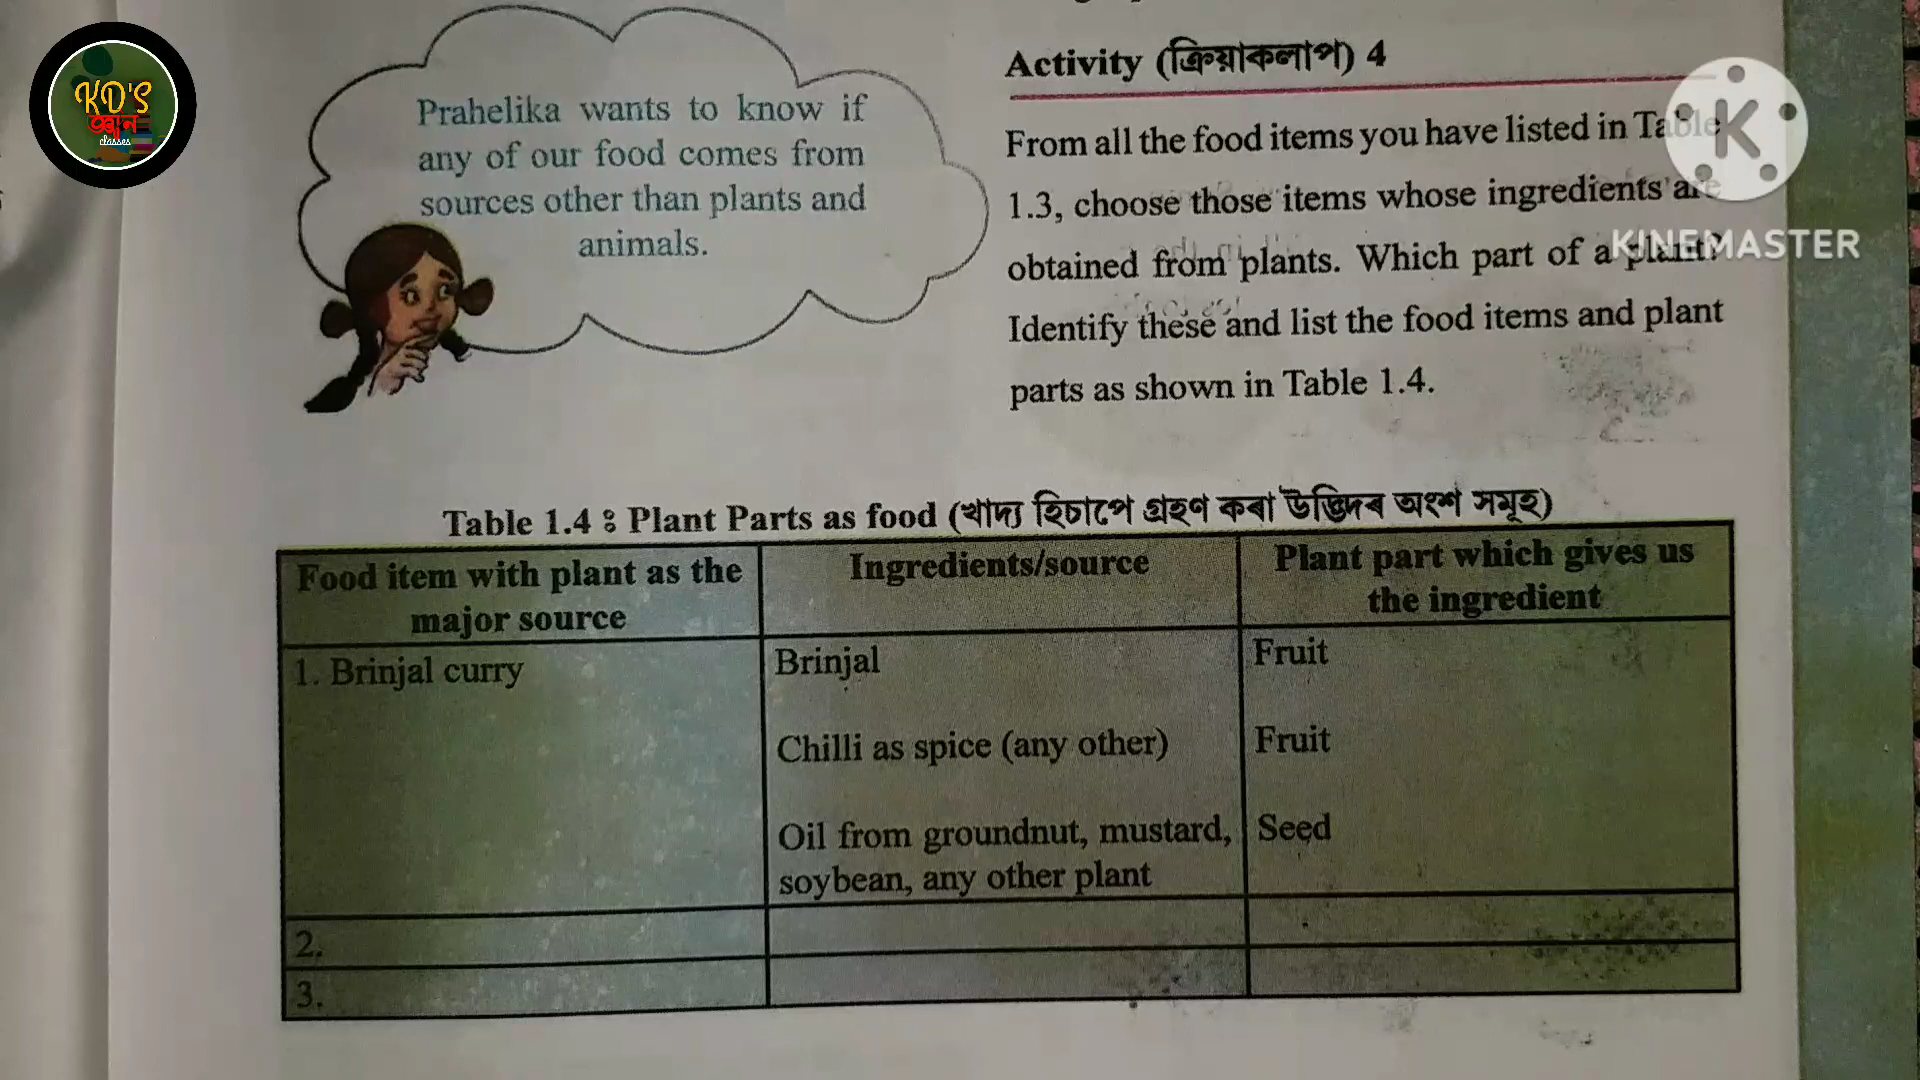 KD'S
জ্ঞান
classes
Prahelika wants to know if
any of our food comes from
sources other than plants and
animals.
Activity (ক্ৰিয়াকলাপ) 4
From all the food items you have listed in Table
1.3, choose those items whose ingredients are
obtained from plants. Which part of a plant?
Identify these and list the food items and plant
parts as shown in Table 1.4.
K
KINEMASTER
Table 1.4 : Plant Parts as food (খাদ্য হিচাপে গ্ৰহণ কৰা উদ্ভিদৰ অংশ সমূহ)
Food item with plant as the
major source
Ingredients/source
Plant part which gives us
the ingredient
1. Brinjal curry
Brinjal
Fruit
Chilli as spice (any other)
Fruit
Oil from groundnut, mustard,
soybean, any other plant
Seed
2.
3.